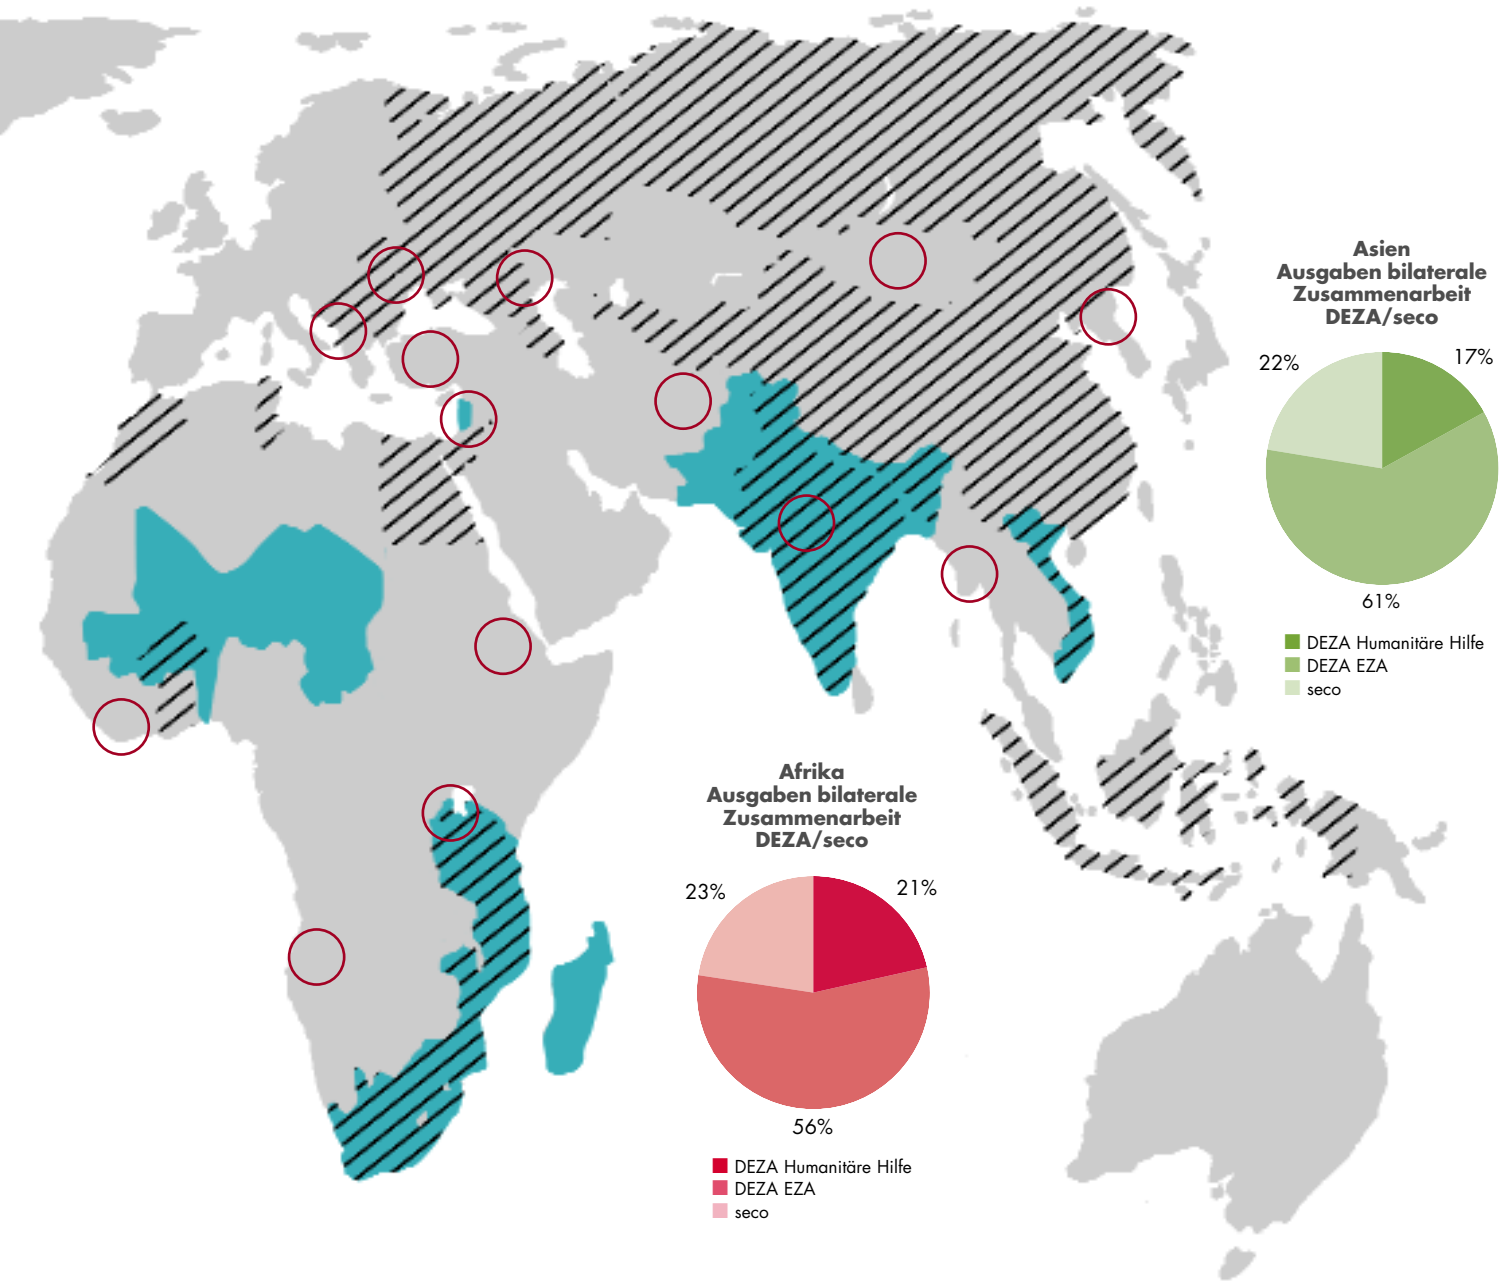 Asien
Ausgaben bilaterale
Zusammenarbeit
DEZA/seco
22%
17%
61%
DEZA Humanitäre Hilfe
DEZA EZA
seco
Afrika
Ausgaben bilaterale
Zusammenarbeit
DEZA/seco
23%
21%
56%
DEZA Humanitäre Hilfe
DEZA EZA
seco